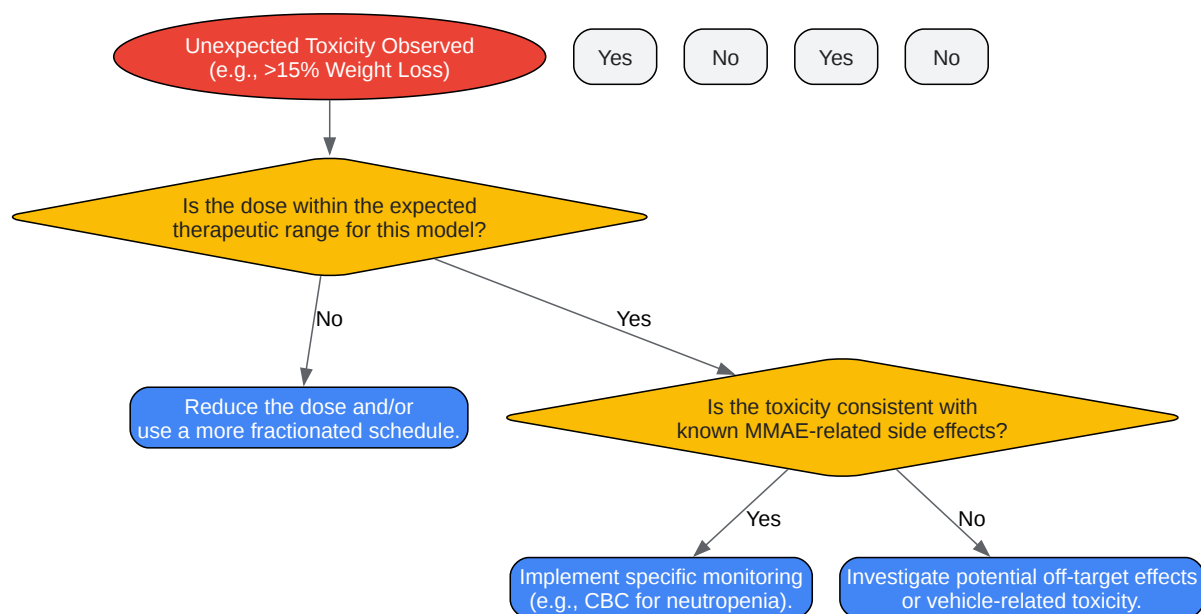 Unexpected Toxicity Observed
(e.g., >15% Weight Loss)
Yes
No
Yes
No
Is the dose within the expected
therapeutic range for this model?
No
Yes
Reduce the dose and/or
use a more fractionated schedule.
Is the toxicity consistent with
known MMAE-related side effects?
Yes
No
Implement specific monitoring
(e.g., CBC for neutropenia).
Investigate potential off-target effects
or vehicle-related toxicity.